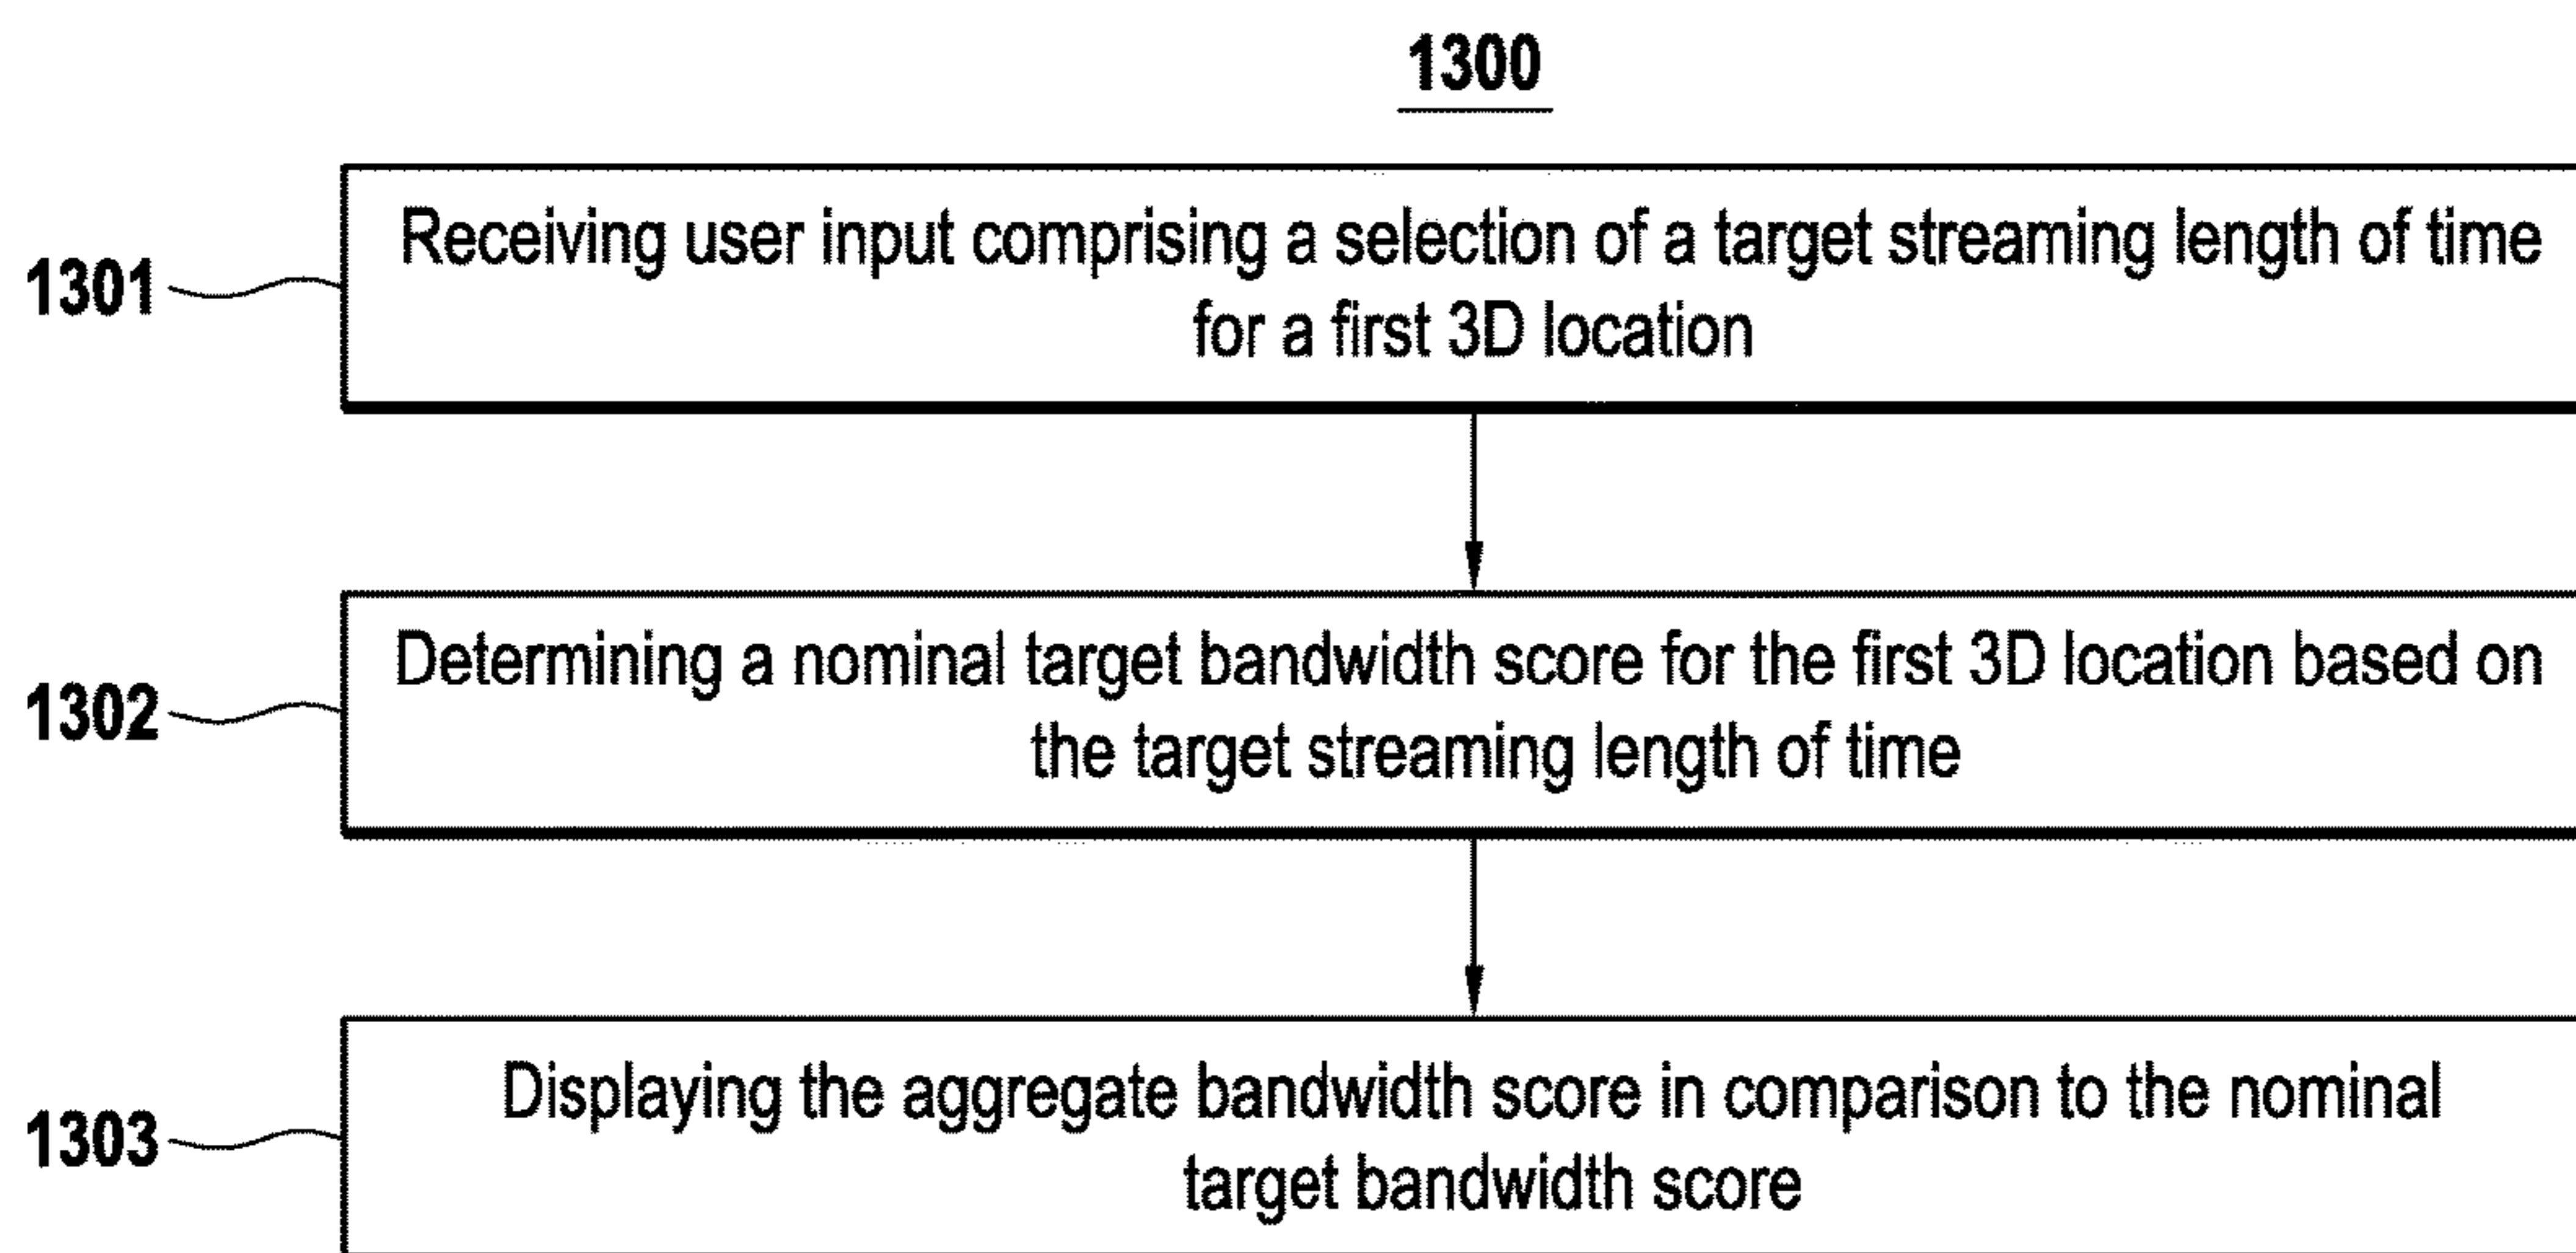 1300
1301
Receiving user input comprising a selection of a target streaming length of time
for a first 3D location
1302
Determining a nominal target bandwidth score for the first 3D location based on
the target streaming length of time
1303
Displaying the aggregate bandwidth score in comparison to the nominal
target bandwidth score